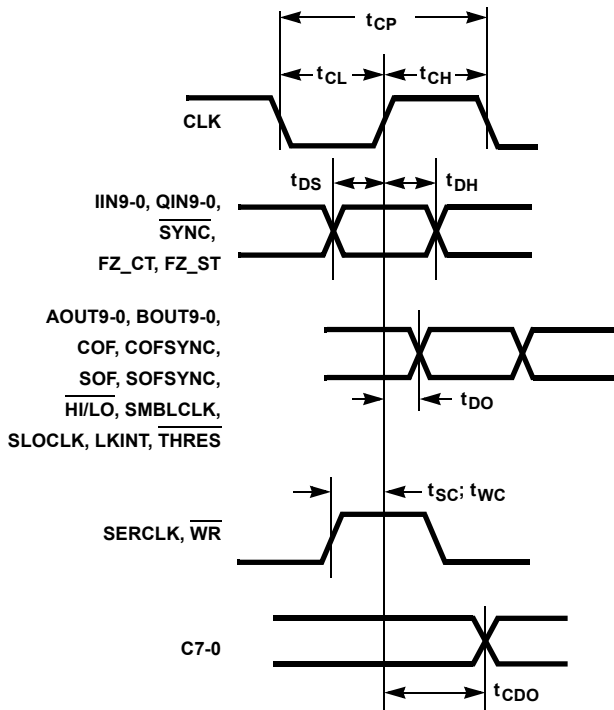 tCP
tCL
tCH
CLK
tDS
tDH
IIN9-0, QIN9-0,
SYNC,
FZ_CT, FZ_ST
AOUT9-0, BOUT9-0,
COF, COFSYNC,
SOF, SOFSYNC,
HI/LO, SMBLCLK,
SLOCLK, LKINT, THRES
tDO
tSC; tWC
SERCLK, WR
C7-0
tCDO